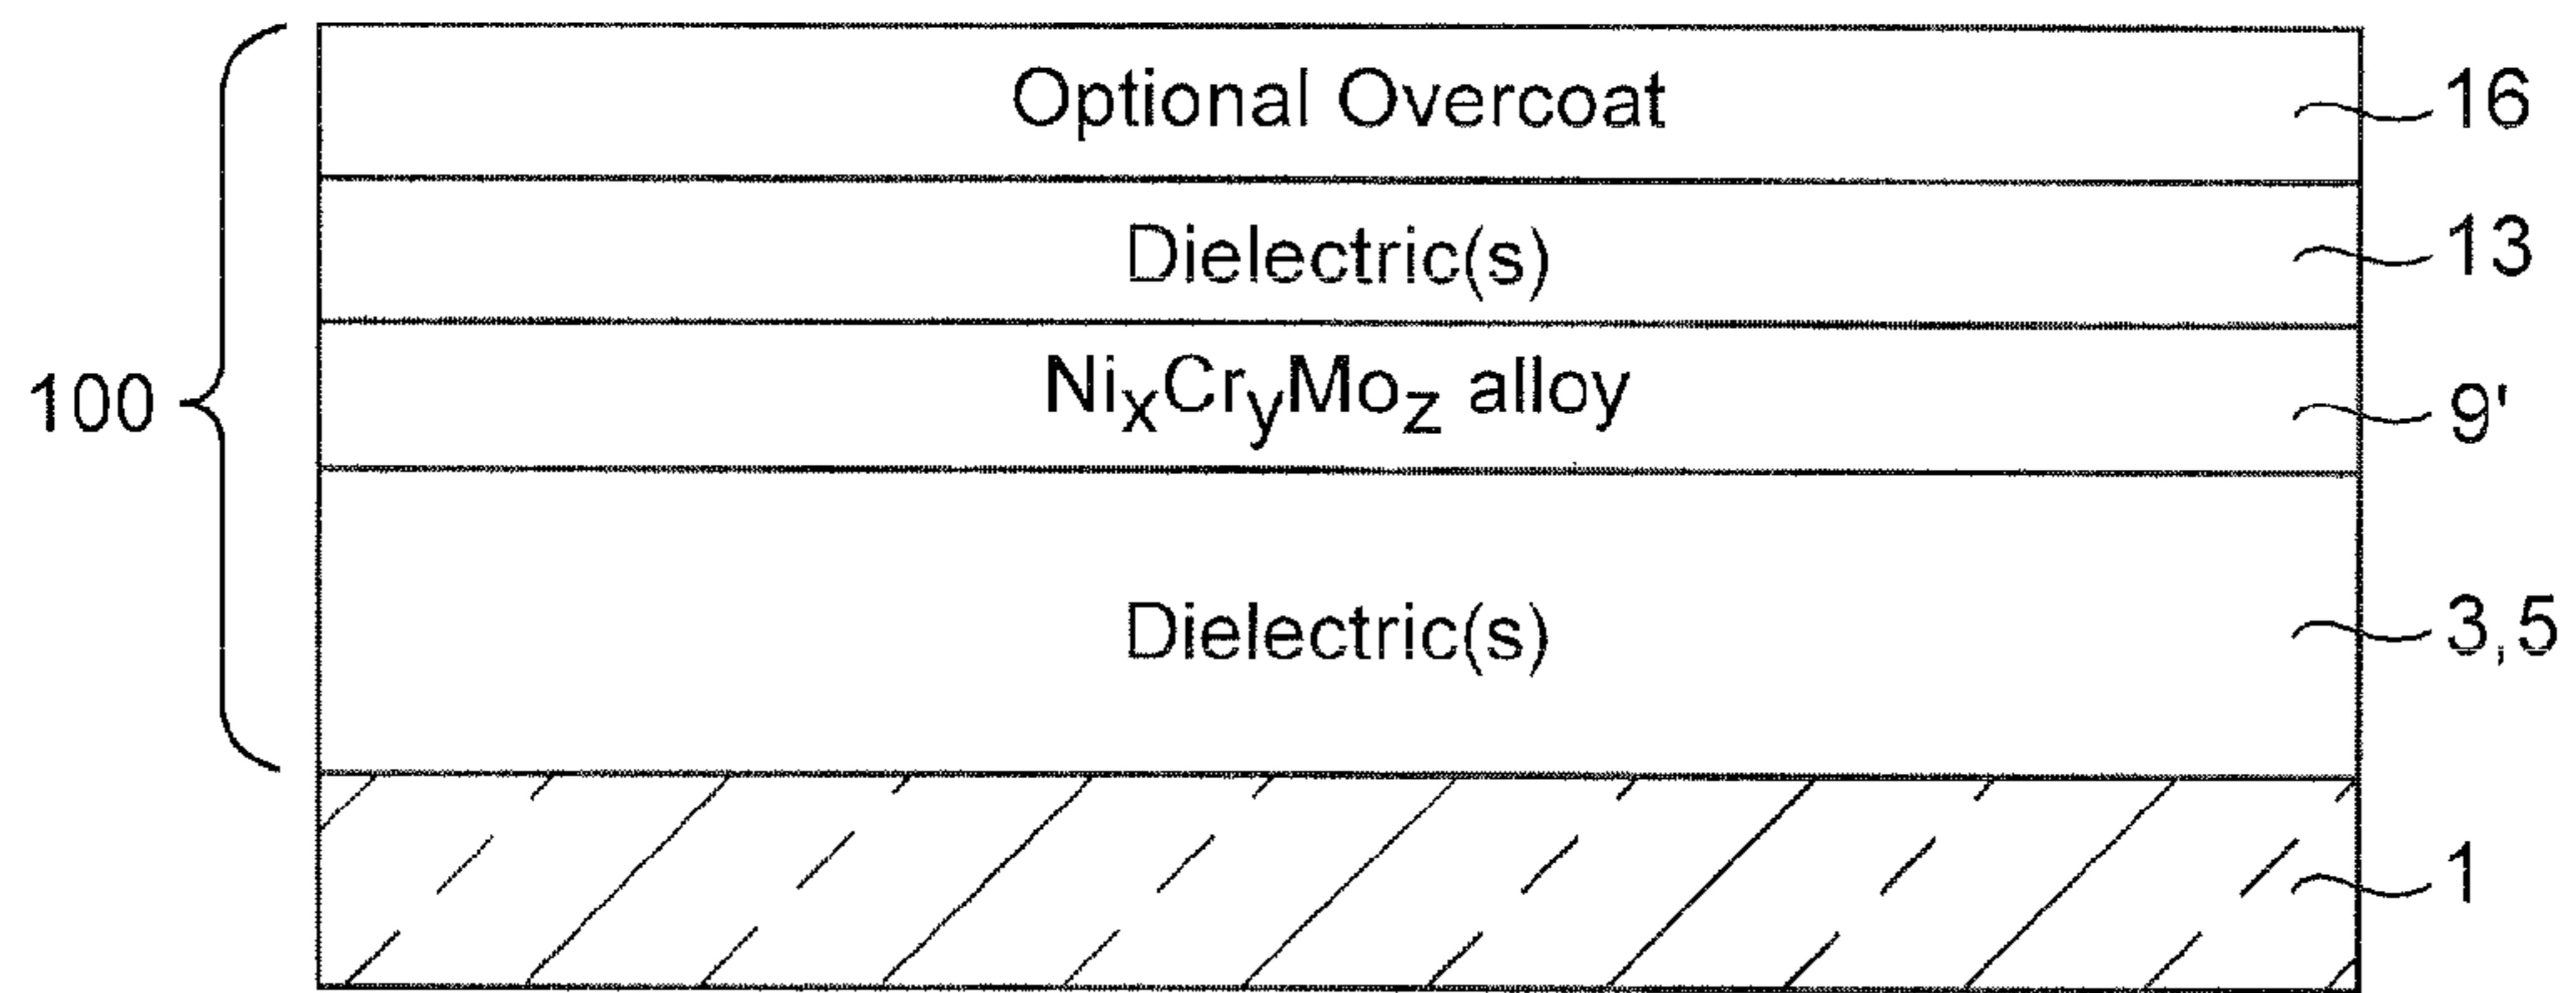 Optional Overcoat 16
Dielectric(s) 13
100 NixCryMoz alloy 9'
Dielectric(s) 3,5
1